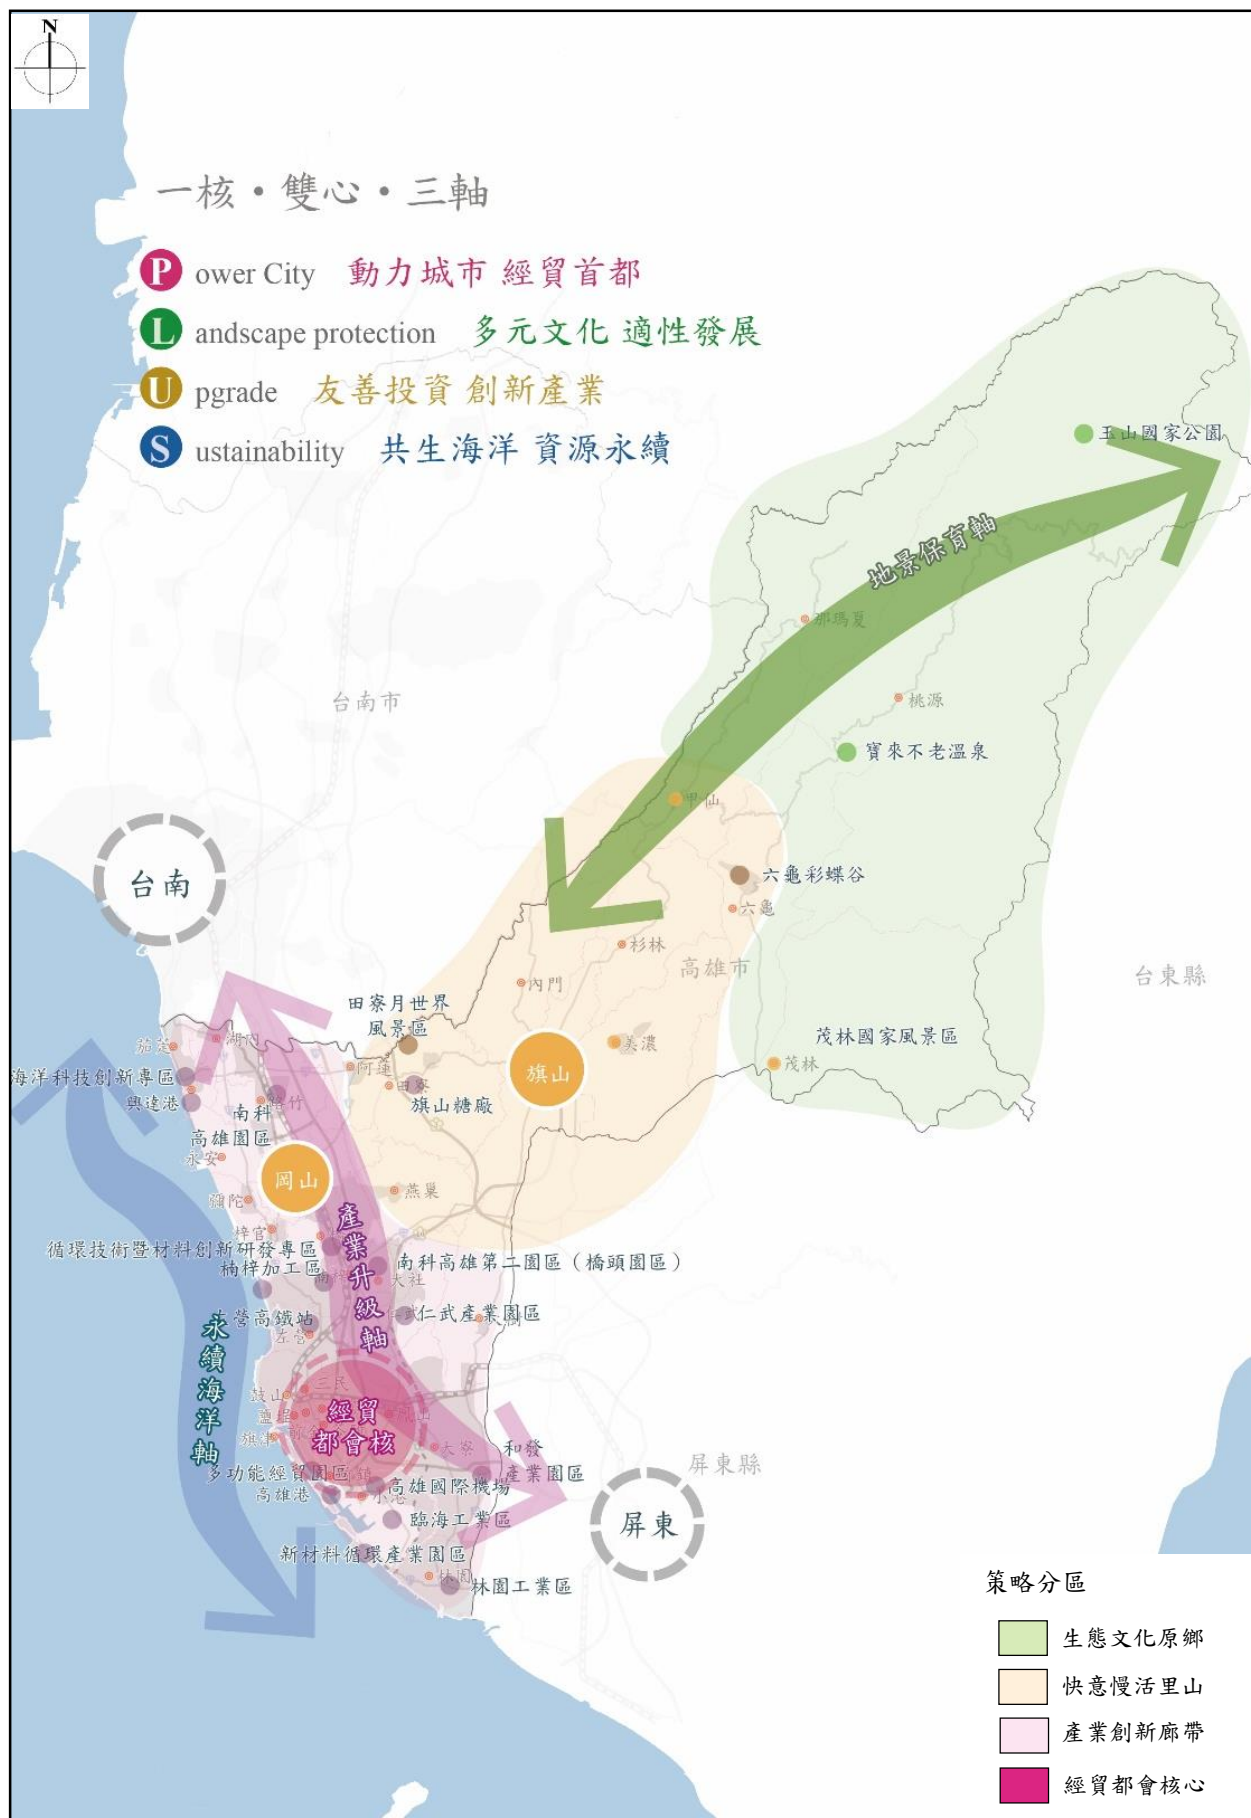 N
一核・雙心・三軸
P ower City 動力城市 經貿首都
L andscape protection 多元文化 適性發展
U pgrade 友善投資 創新產業
S ustainability 共生海洋 資源永續
玉山國家公園
地景保育軸
那瑪夏
桃源
台南市
寶來不老溫泉
甲仙
台南
六龜彩蝶谷
六龜
杉林
高雄市
內門
台東縣
田寮月世界
風景區
茂林國家風景區
茂林
美濃
旗山
湖內
茄萣
阿蓮
海洋科技創新專區
田寮
興達港
路竹
旗山糖廠
南科
高雄園區
永安
岡山
燕巢
彌陀
產業升級軸
梓官
循環技術暨材料創新研發專區
南科高雄第二園區（橋頭園區）
楠梓加工區
楠梓
大社
仁武
仁武產業園區
大樹
左營高鐵站
左營
永續海洋軸
三民
鼓山
鹽埕
鳳山
經貿
都會核
前金
旗津
大寮
和發
產業園區
屏東縣
多功能經貿園區
高雄國際機場
高雄港
小港
臨海工業區
屏東
新材料循環產業園區
林園
林園工業區
策略分區
生態文化原鄉
快意慢活里山
產業創新廊帶
經貿都會核心